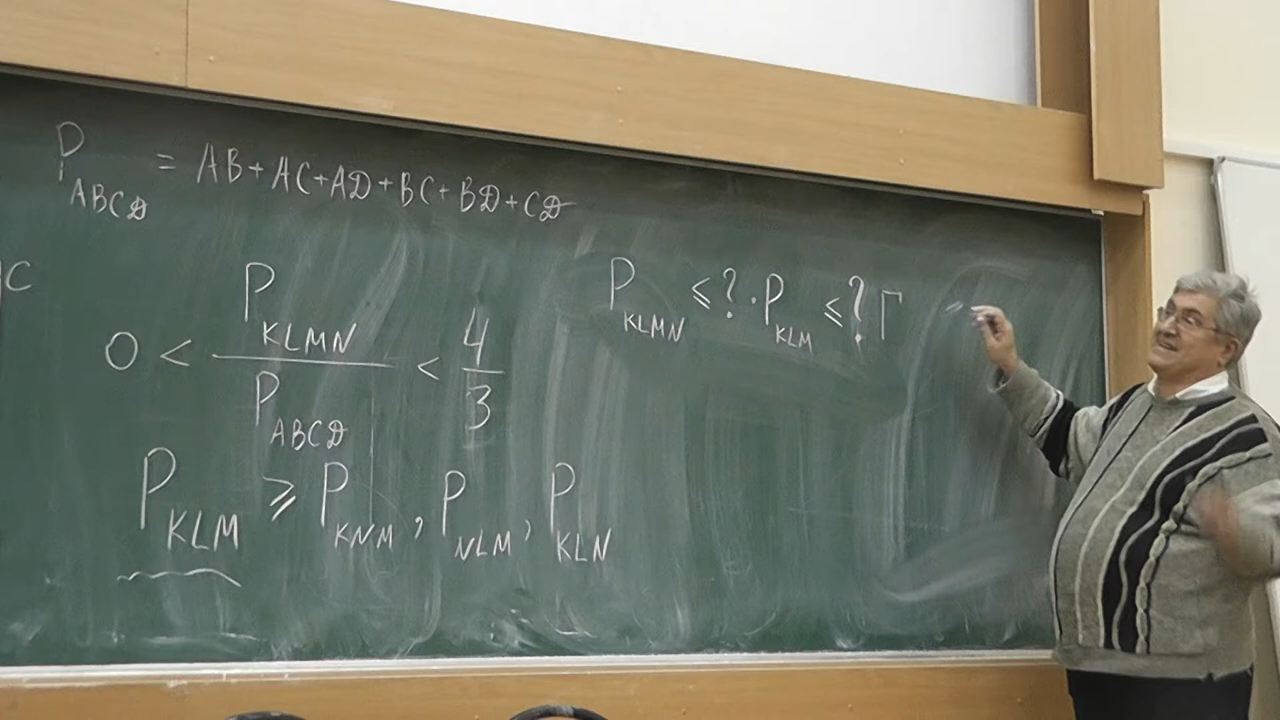 P_ABCD = AB + AC + AD + BC + BD + CD
C
0 < P_KLMN / P_ABCD < 4/3
P_KLMN ≤ ? · P_KLM ≤ ? Г
P_KLM ≥ P_KNM , P_NLM , P_KLN